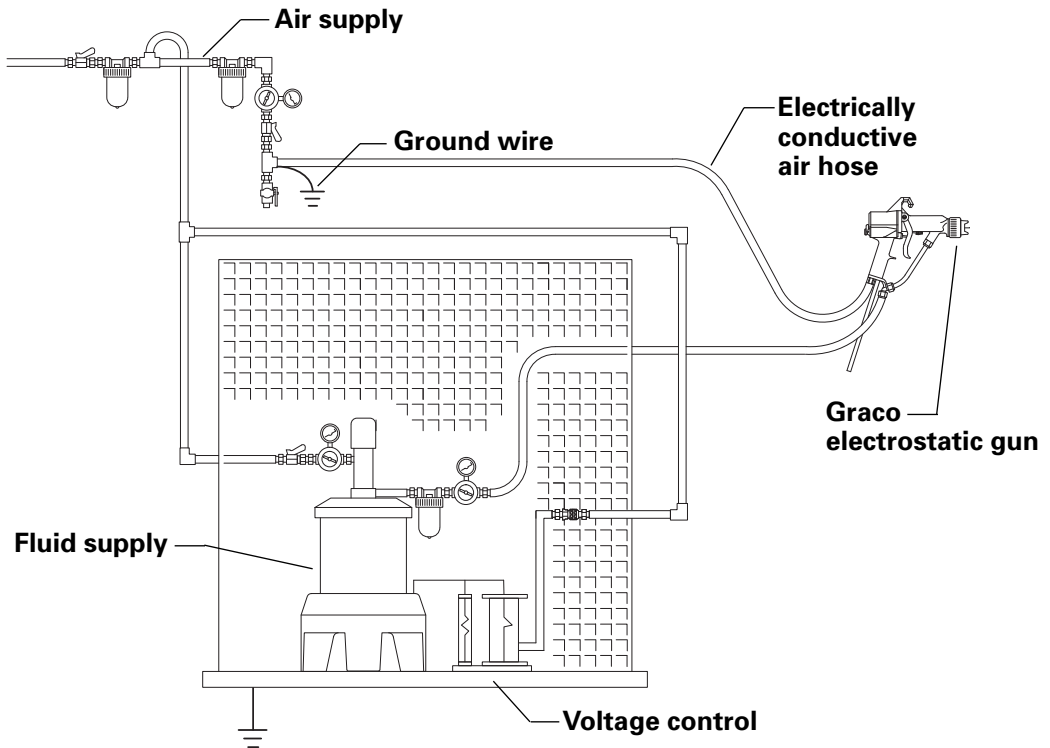 Air supply
Electrically
conductive
air hose
Ground wire
Graco
electrostatic gun
Fluid supply
Voltage control